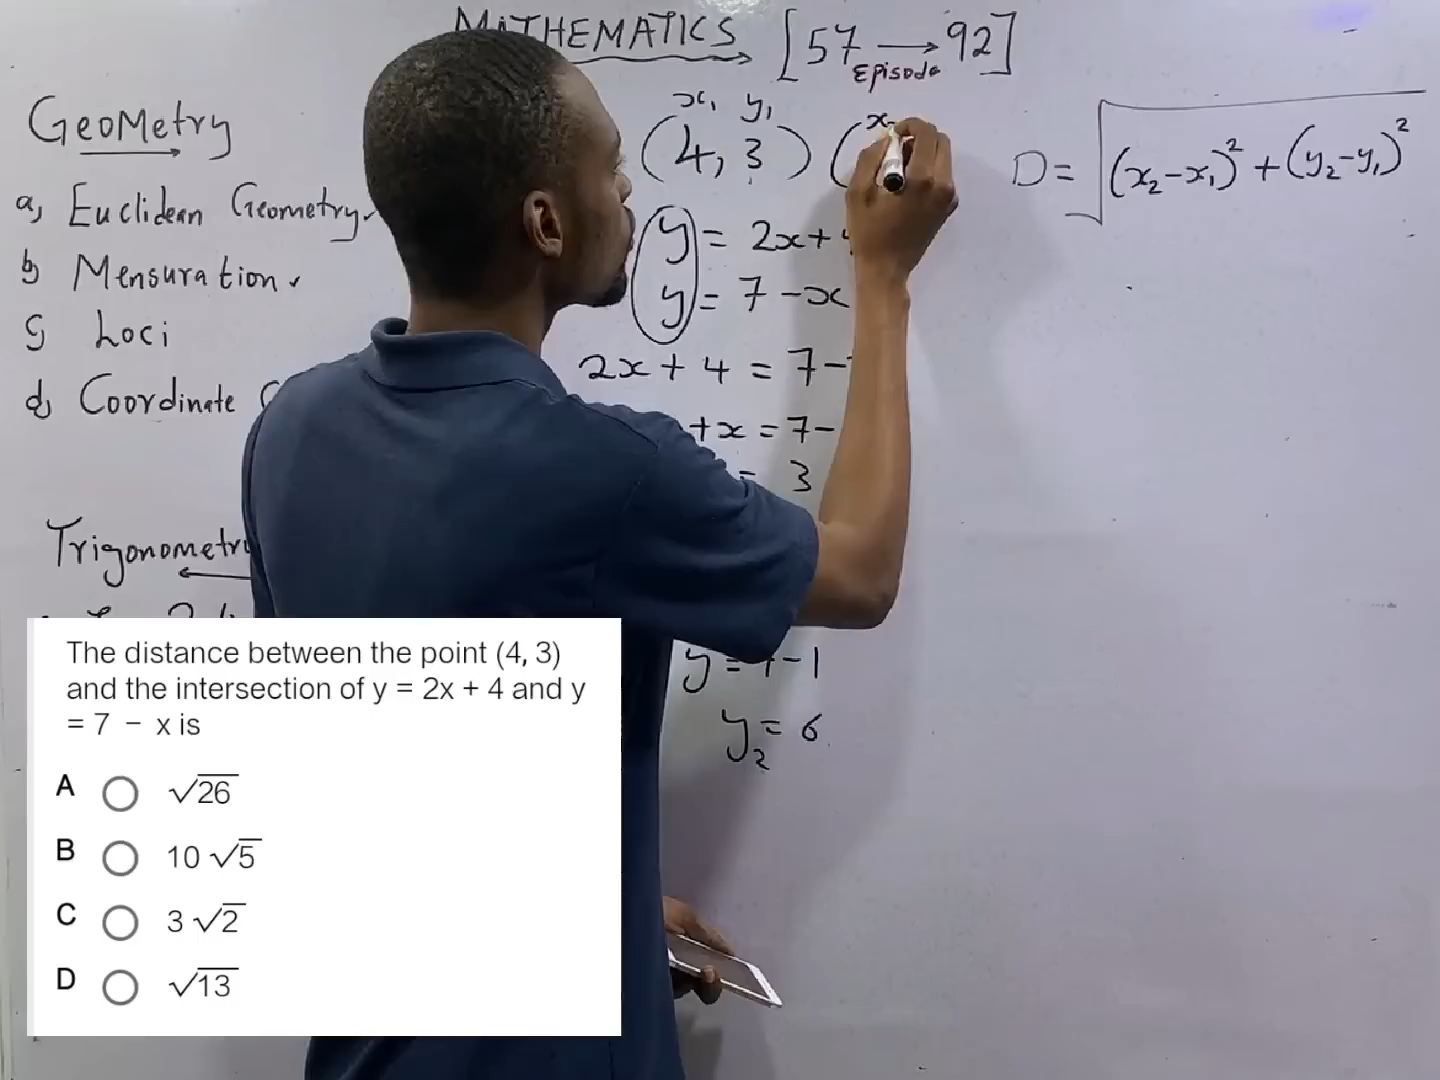 MATHEMATICS [57 → 92]
Episode
Geometry
a, Euclidean Geometry
b, Mensuration
c, Loci
d, Coordinate
Trigonometry
x₁ y₁
(4, 3) (
y = 2x +
y = 7 - x
2x + 4 = 7 -
+x = 7 -
= 3
- 1
y₂ = 6
D = √(x₂-x₁)² + (y₂-y₁)²
The distance between the point (4, 3)
and the intersection of y = 2x + 4 and y
= 7 − x is
A √26
B 10 √5
C 3 √2
D √13